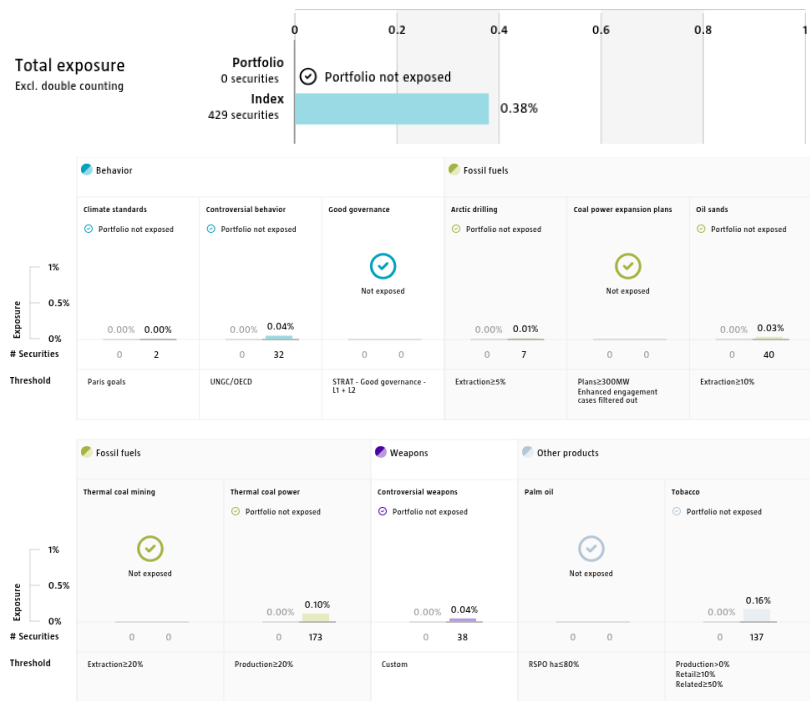 0 0.2 0.4 0.6 0.8 1
Total exposure
Excl. double counting
Portfolio
0 securities
Portfolio not exposed
Index
429 securities
0.38%
Behavior Fossil fuels
Climate standards Controversial behavior Good governance Arctic drilling Coal power expansion plans Oil sands
Portfolio not exposed Portfolio not exposed Portfolio not exposed Portfolio not exposed
Not exposed Not exposed
Exposure
1%
0.5%
0%
0.00% 0.00% 0.00% 0.04% 0.00% 0.01% 0.00% 0.03%
# Securities 0 2 0 32 0 0 0 7 0 0 0 40
Threshold Paris goals UNGC/OECD STRAT - Good governance - Extraction≥5% Plans≥300MW Extraction≥10%
L1 + L2 Enhanced engagement
cases filtered out
Fossil fuels Weapons Other products
Thermal coal mining Thermal coal power Controversial weapons Palm oil Tobacco
Portfolio not exposed Portfolio not exposed Portfolio not exposed
Not exposed Not exposed
Exposure
1%
0.5%
0%
0.00% 0.10% 0.00% 0.04% 0.00% 0.16%
# Securities 0 0 0 173 0 38 0 0 0 137
Threshold Extraction≥20% Production≥20% Custom RSPO ha≤80% Production>0%
Retail≥10%
Related≥50%